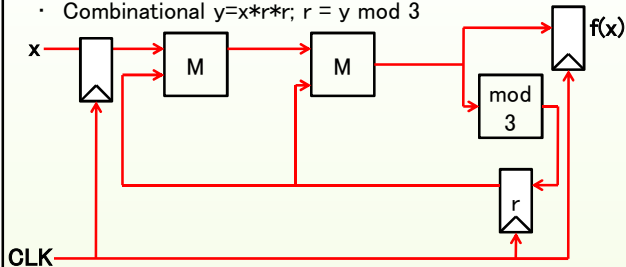 · Combinational y=x*r*r; r = y mod 3
x
M
M
f(x)
mod
3
r
CLK